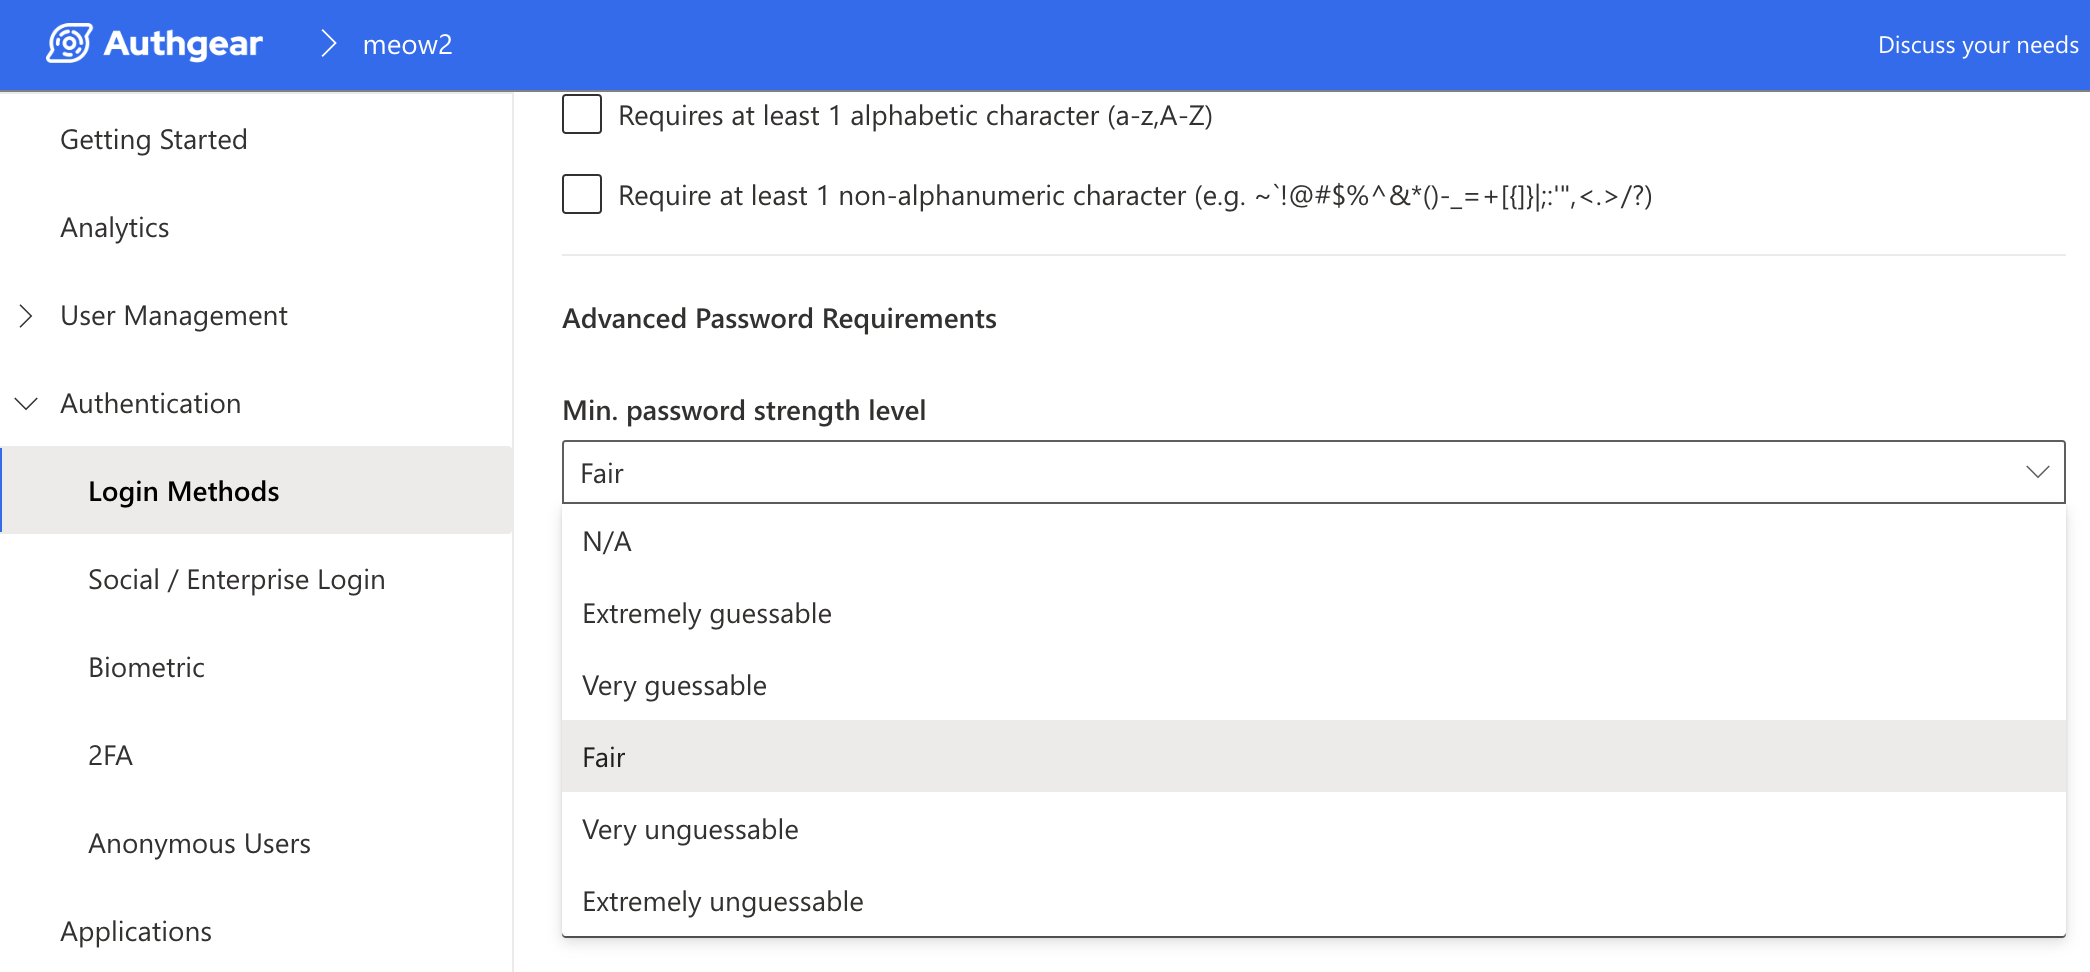 Authgear
meow2
Discuss your needs
Getting Started
Analytics
User Management
Authentication
Login Methods
Social / Enterprise Login
Biometric
2FA
Anonymous Users
Applications
Requires at least 1 alphabetic character (a-z,A-Z)
Require at least 1 non-alphanumeric character (e.g. ~`!@#$%^&*()-_=+[{]}|;:'",<.>/?)
Advanced Password Requirements
Min. password strength level
Fair
N/A
Extremely guessable
Very guessable
Fair
Very unguessable
Extremely unguessable